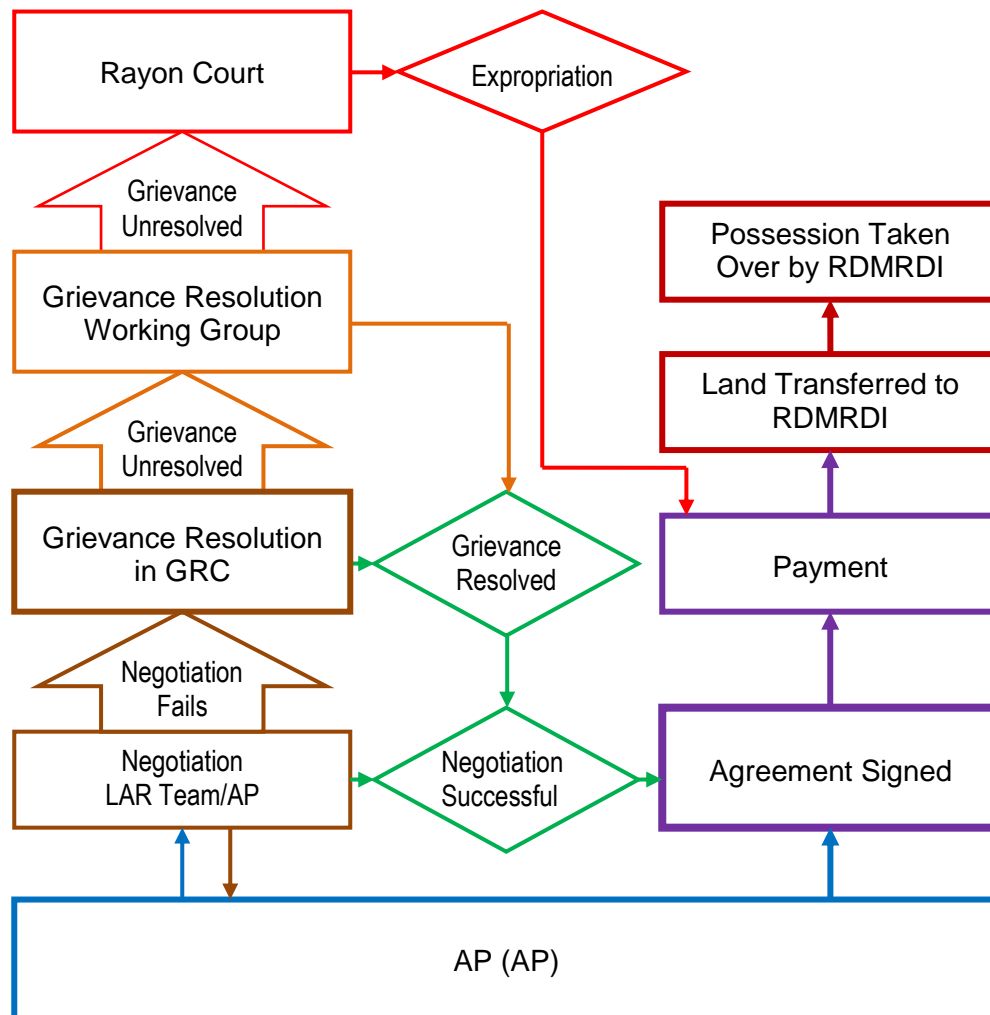 Rayon Court
Expropriation
Grievance
Unresolved
Possession Taken
Over by RDMRDI
Grievance Resolution
Working Group
Land Transferred to
RDMRDI
Grievance
Unresolved
Grievance Resolution
in GRC
Grievance
Resolved
Payment
Negotiation
Fails
Negotiation
LAR Team/AP
Negotiation
Successful
Agreement Signed
AP (AP)